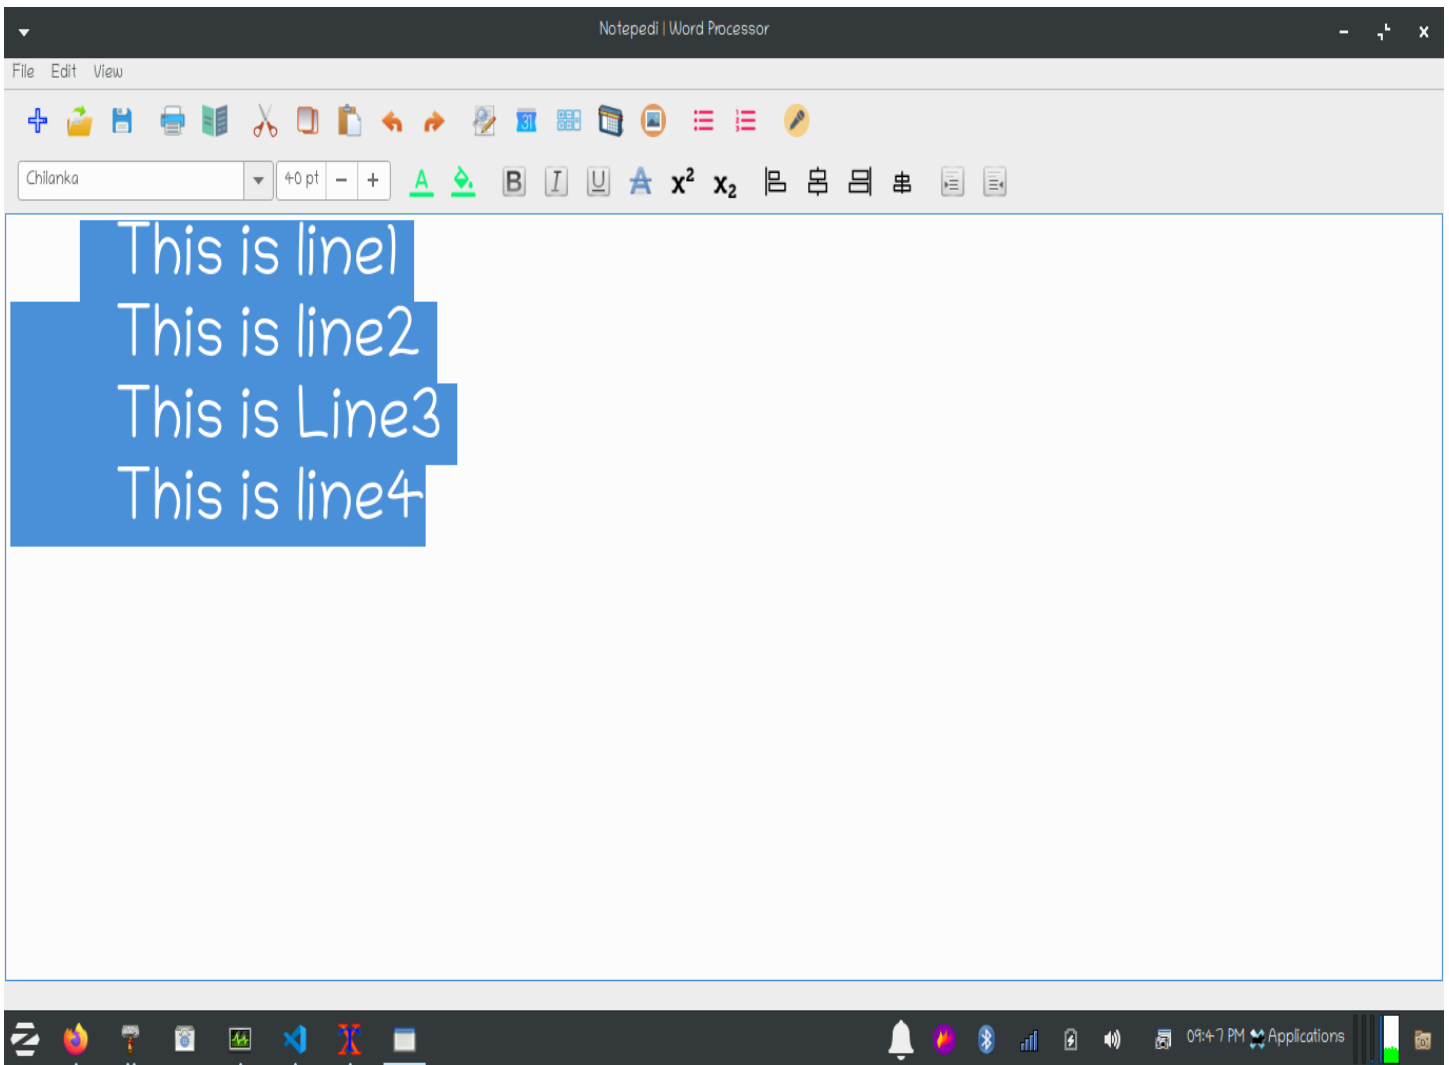 Notepedi | Word Processor
File Edit View
31
Chilanka 40 pt − + A B I U A x² x₂
This is line1
This is line2
This is Line3
This is line4
09:47 PM Applications